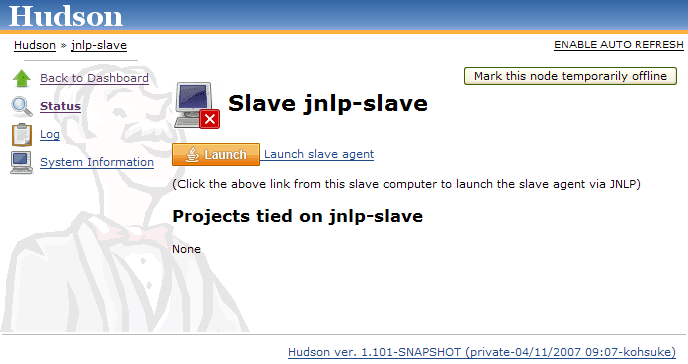 Hudson
Hudson » jnlp-slave
ENABLE AUTO REFRESH
Back to Dashboard
Status
Log
System Information
Mark this node temporarily offline
Slave jnlp-slave
Launch Launch slave agent
(Click the above link from this slave computer to launch the slave agent via JNLP)
Projects tied on jnlp-slave
None
Hudson ver. 1.101-SNAPSHOT (private-04/11/2007 09:07-kohsuke)